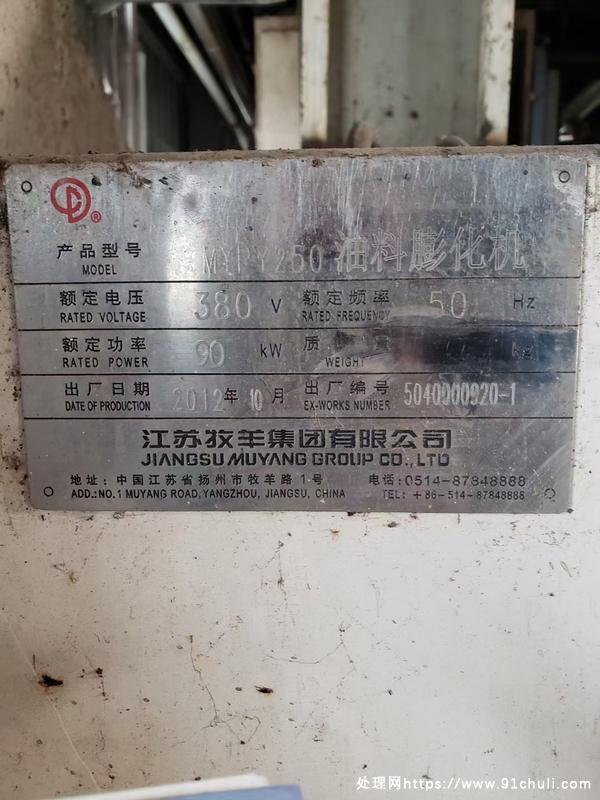 ®
产品型号 MYPY260 油料膨化机
MODEL
额定电压 380 V 额定频率 50 Hz
RATED VOLTAGE RATED FREQUENCY
额定功率 90 kW 质 kg
RATED POWER WEIGHT
出厂日期 2012年 10月 出厂编号 5040000920-1
DATE OF PRODUCTION EX-WORKS NUMBER
江苏牧羊集团有限公司
JIANGSU MUYANG GROUP CO., LTD
地址:中国江苏省扬州市牧羊路1号 电话:0514-87848888
ADD.:NO.1 MUYANG ROAD,YANGZHOU, JIANGSU, CHINA TEL.: +86-514-87848888
处理网https://www.91chuli.com/